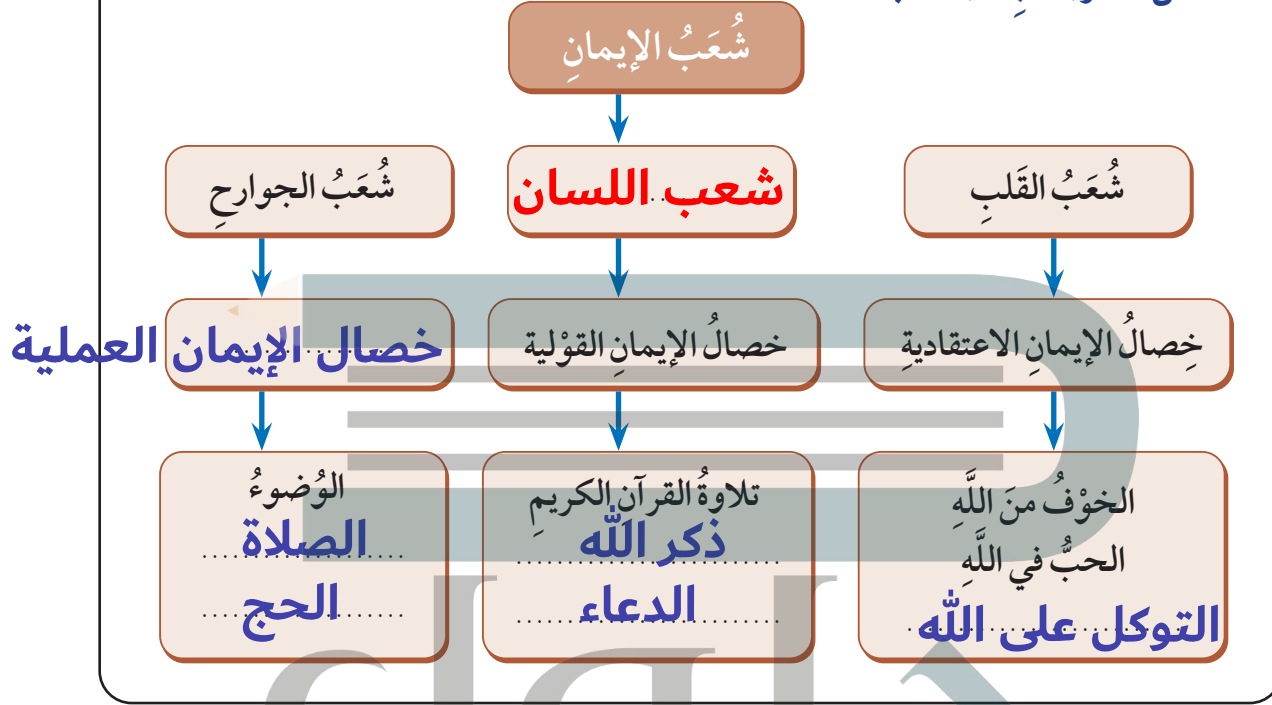 شُعَبُ الإيمانِ
شُعَبُ القَلبِ
شعب اللسان
شُعَبُ الجوارحِ
خِصالُ الإيمانِ الاعتقاديةِ
خصالُ الإيمانِ القوْلية
خصال الإيمان العملية
الخوْفُ منَ اللَّهِ
الحبُّ في اللَّهِ
التوكل على الله
تلاوةُ القرآنِ الكريمِ
ذكر الله
الدعاء
الوُضوءُ
الصلاة
الحج